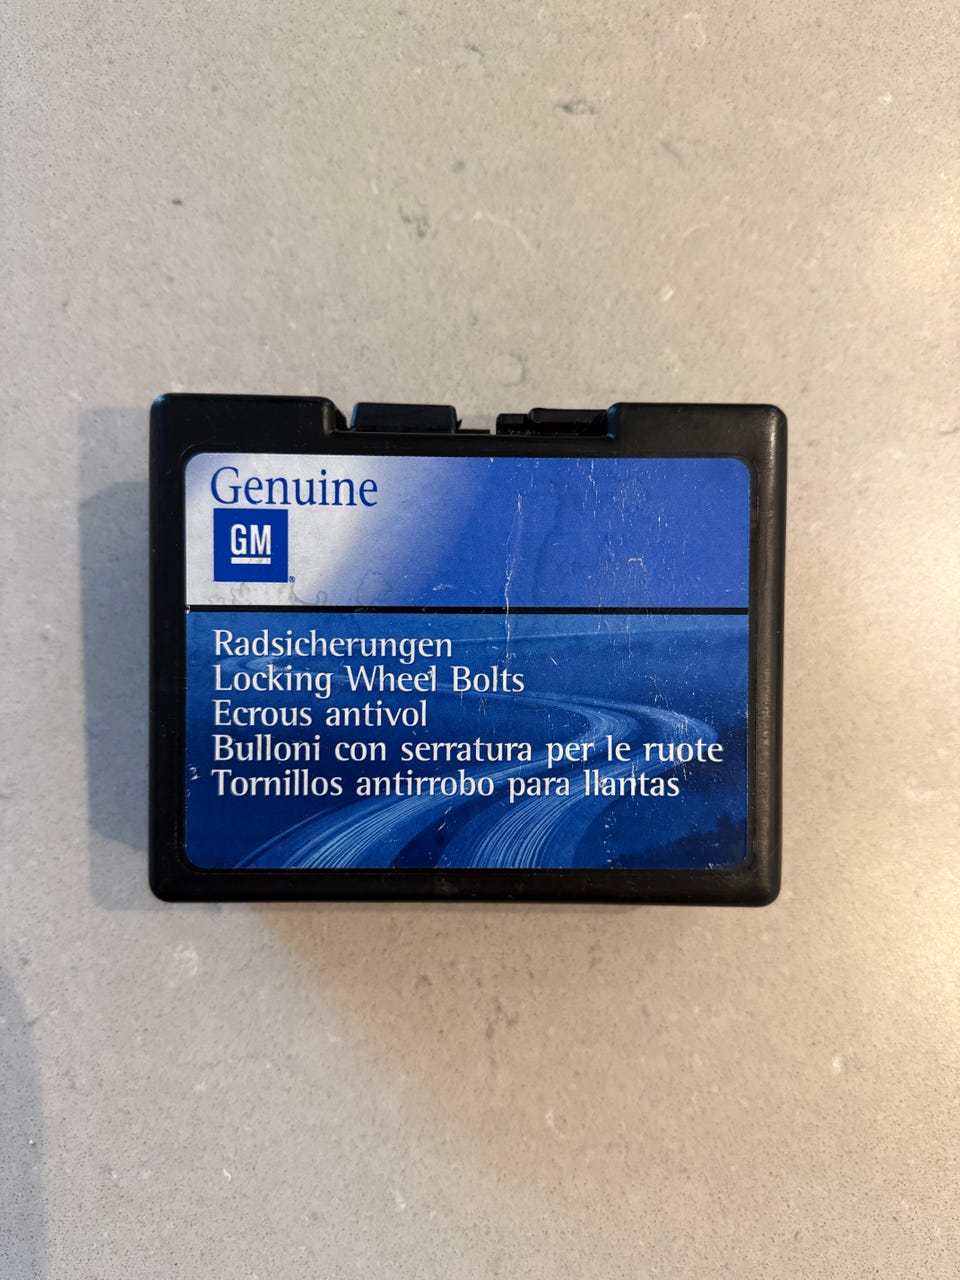 Genuine
GM
Radsicherungen
Locking Wheel Bolts
Ecrous antivol
Bulloni con serratura per le ruote
Tornillos antirrobo para llantas